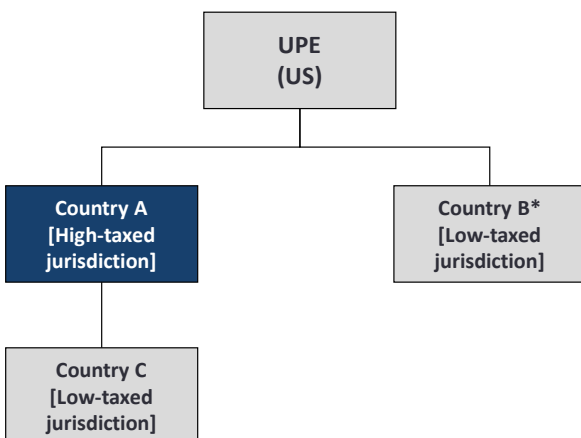 UPE
(US)
Country A
[High-taxed
jurisdiction]
Country B*
[Low-taxed
jurisdiction]
Country C
[Low-taxed
jurisdiction]